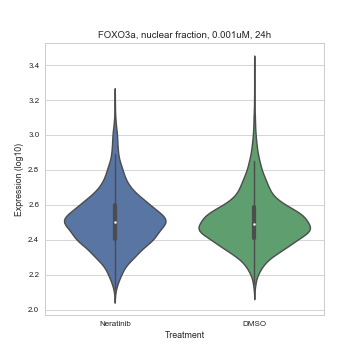 FOXO3a, nuclear fraction, 0.001uM, 24h
3.4
3.2
3.0
2.8
2.6
2.4
2.2
2.0
Expression (log10)
Neratinib DMSO
Treatment